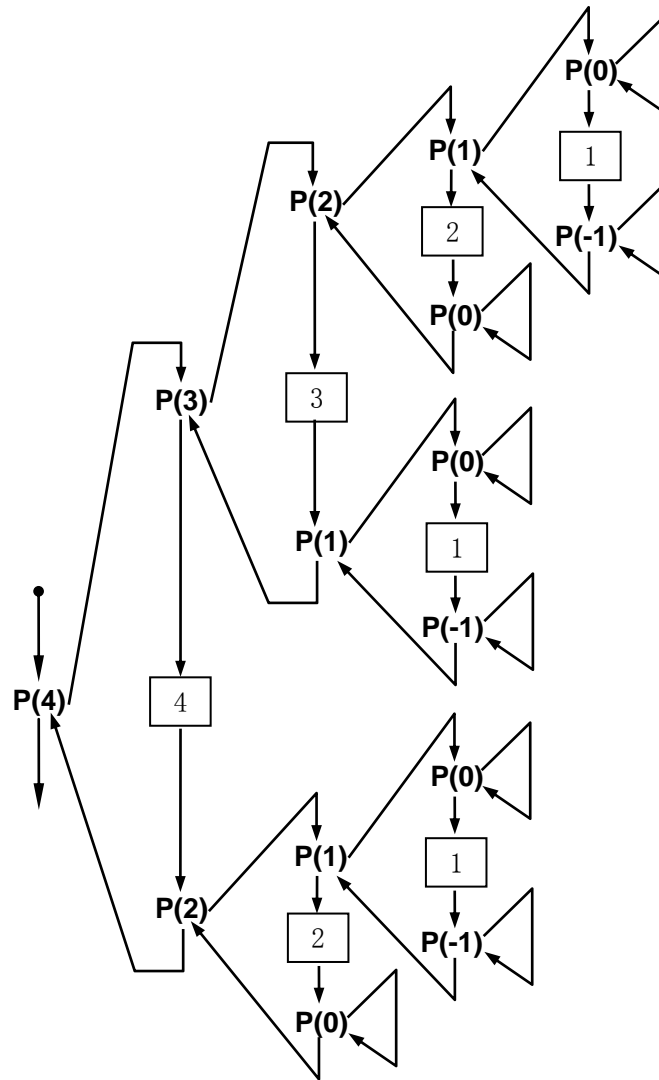 P(0)
P(1)
1
P(2)
2
P(-1)
P(0)
P(3)
3
P(0)
P(1)
1
P(-1)
P(4)
4
P(0)
P(1)
1
P(2)
2
P(-1)
P(0)